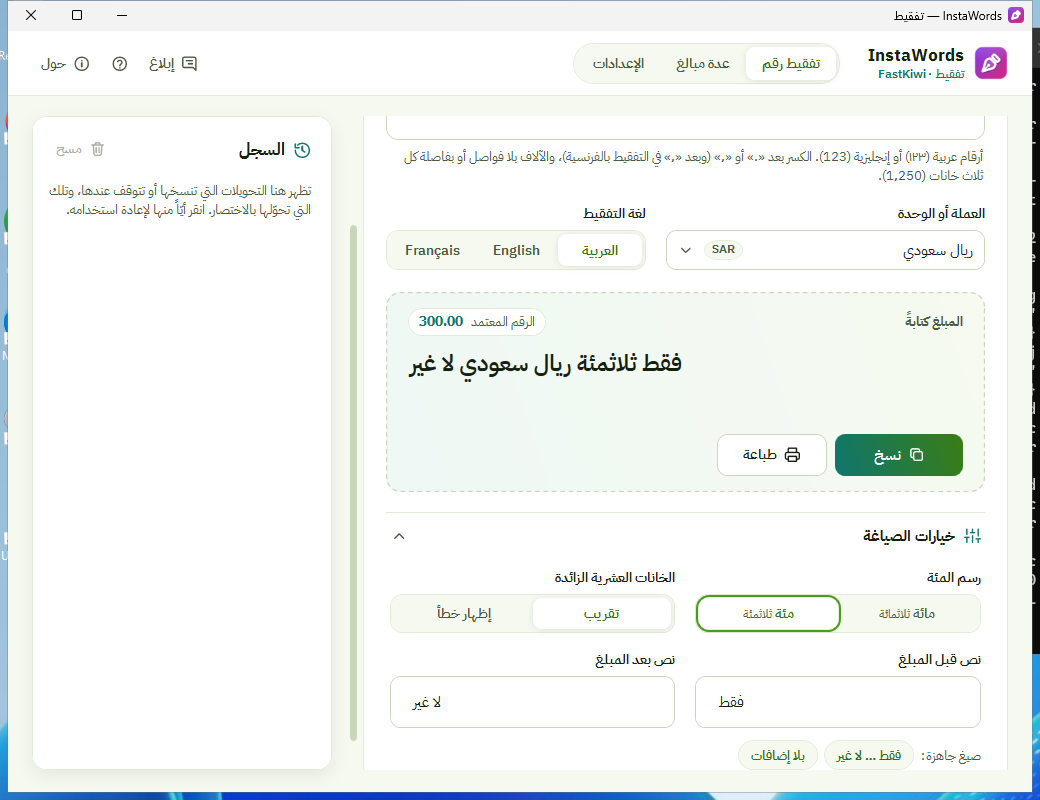 InstaWords — تفقيط
InstaWords
تفقيط · FastKiwi
تفقيط رقم
عدة مبالغ
الإعدادات
إبلاغ
حول
أرقام عربية (١٢٣) أو إنجليزية (123). الكسر بعد «.» أو «,» (وبعد «,» في التفقيط بالفرنسية)، والآلاف بلا فواصل أو بفاصلة كل
ثلاث خانات (1,250).
العملة أو الوحدة
لغة التفقيط
ريال سعودي SAR
العربية
English
Français
المبلغ كتابةً
الرقم المعتمد 300.00
فقط ثلاثمئة ريال سعودي لا غير
نسخ
طباعة
خيارات الصياغة
رسم المئة
الخانات العشرية الزائدة
مائة ثلاثمائة
مئة ثلاثمئة
تقريب
إظهار خطأ
نص قبل المبلغ
نص بعد المبلغ
فقط
لا غير
صيغ جاهزة:
فقط … لا غير
بلا إضافات
السجل
مسح
تظهر هنا التحويلات التي تنسخها أو تتوقف عندها، وتلك
التي تحوّلها بالاختصار. انقر أيّاً منها لإعادة استخدامه.